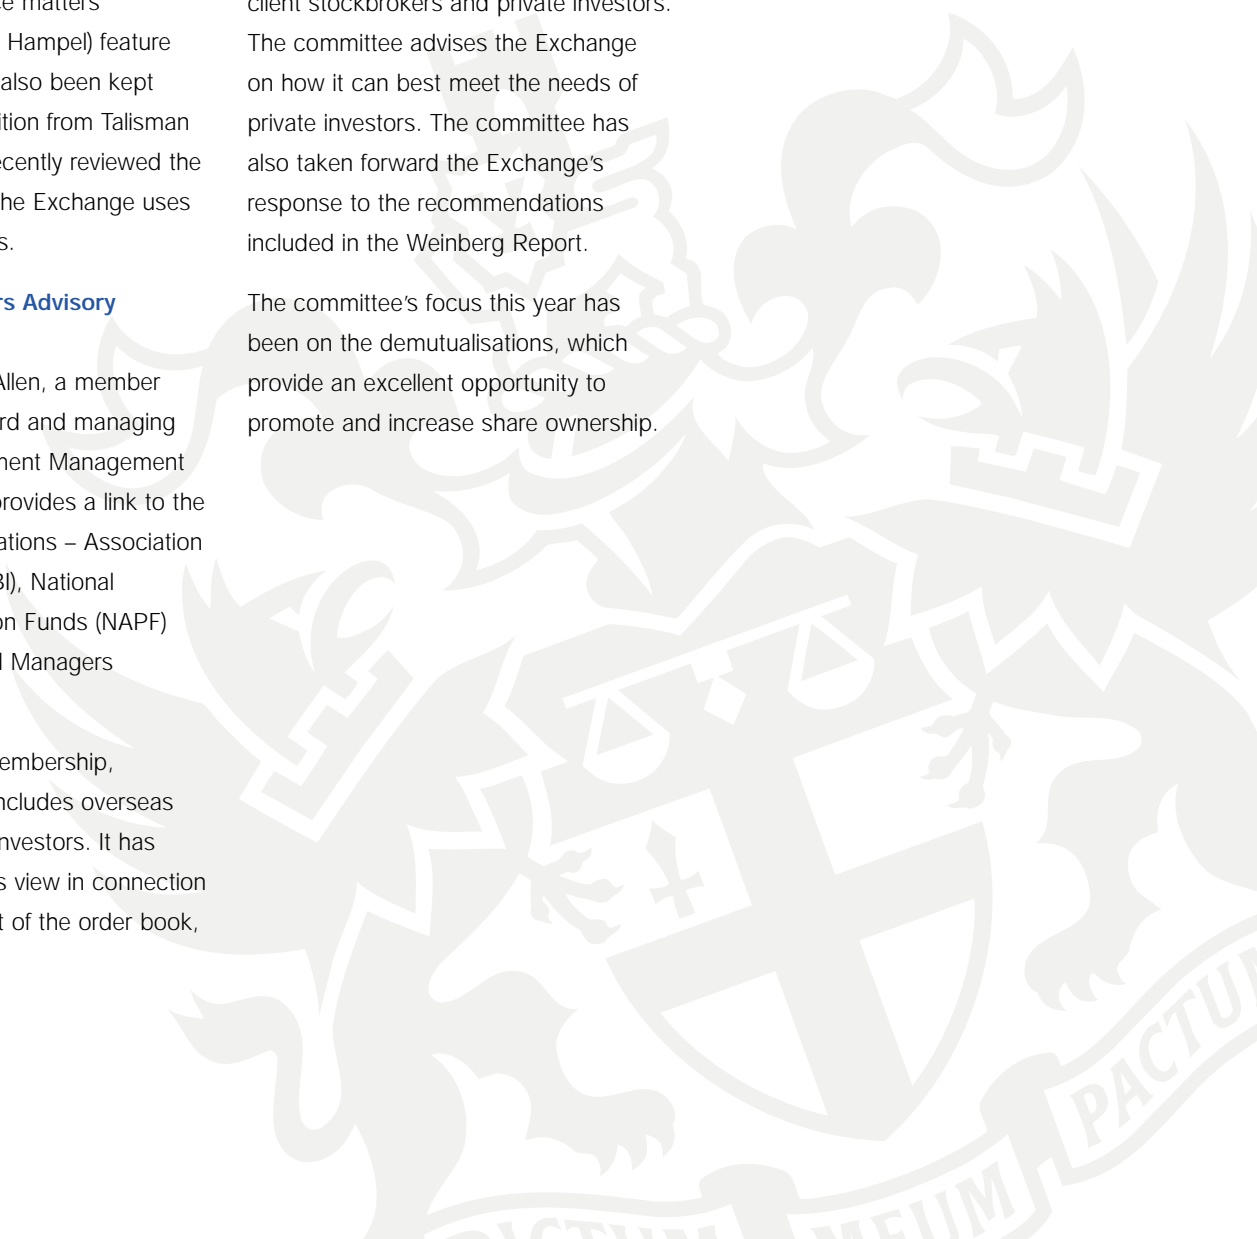 ce matters
Hampel) feature
also been kept
ition from Talisman
ecently reviewed the
he Exchange uses
s.
rs Advisory
Allen, a member
rd and managing
ment Management
provides a link to the
ations – Association
BI), National
on Funds (NAPF)
l Managers
embership,
ncludes overseas
nvestors. It has
s view in connection
t of the order book,
client stockbrokers and private investors.
The committee advises the Exchange
on how it can best meet the needs of
private investors. The committee has
also taken forward the Exchange’s
response to the recommendations
included in the Weinberg Report.
The committee’s focus this year has
been on the demutualisations, which
provide an excellent opportunity to
promote and increase share ownership.
DICTUM MEUM PACTUM